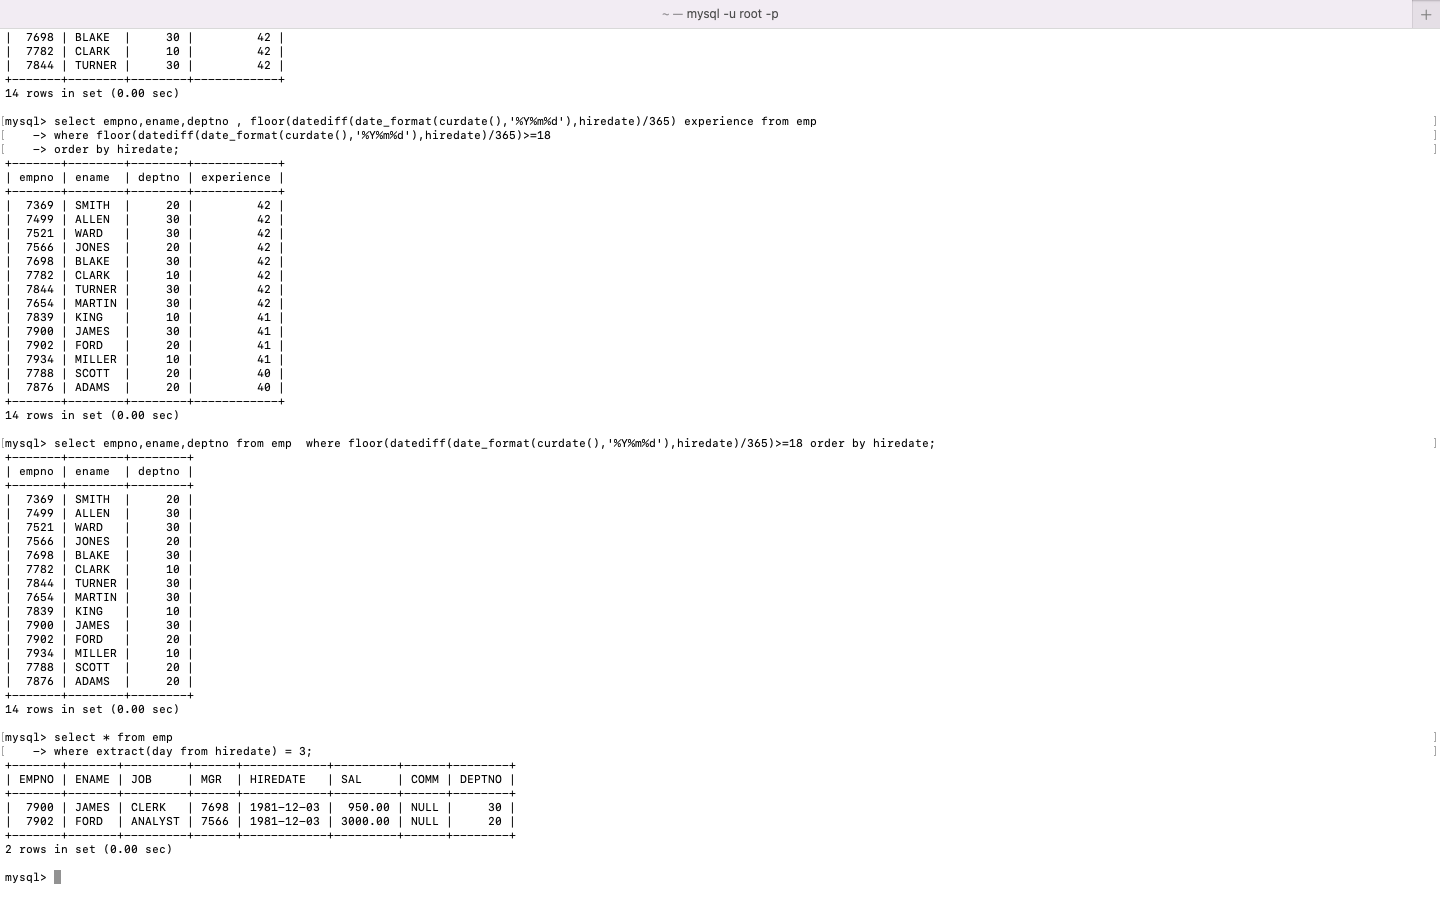 ~ — mysql -u root -p
+
|  7698 | BLAKE  |     30 |         42 |
|  7782 | CLARK  |     10 |         42 |
|  7844 | TURNER |     30 |         42 |
+-------+--------+--------+------------+
14 rows in set (0.00 sec)

[mysql> select empno,ename,deptno , floor(datediff(date_format(curdate(),'%Y%m%d'),hiredate)/365) experience from emp ]
[    -> where floor(datediff(date_format(curdate(),'%Y%m%d'),hiredate)/365)>=18 ]
[    -> order by hiredate; ]
+-------+--------+--------+------------+
| empno | ename  | deptno | experience |
+-------+--------+--------+------------+
|  7369 | SMITH  |     20 |         42 |
|  7499 | ALLEN  |     30 |         42 |
|  7521 | WARD   |     30 |         42 |
|  7566 | JONES  |     20 |         42 |
|  7698 | BLAKE  |     30 |         42 |
|  7782 | CLARK  |     10 |         42 |
|  7844 | TURNER |     30 |         42 |
|  7654 | MARTIN |     30 |         42 |
|  7839 | KING   |     10 |         41 |
|  7900 | JAMES  |     30 |         41 |
|  7902 | FORD   |     20 |         41 |
|  7934 | MILLER |     10 |         41 |
|  7788 | SCOTT  |     20 |         40 |
|  7876 | ADAMS  |     20 |         40 |
+-------+--------+--------+------------+
14 rows in set (0.00 sec)

[mysql> select empno,ename,deptno from emp  where floor(datediff(date_format(curdate(),'%Y%m%d'),hiredate)/365)>=18 order by hiredate; ]
+-------+--------+--------+
| empno | ename  | deptno |
+-------+--------+--------+
|  7369 | SMITH  |     20 |
|  7499 | ALLEN  |     30 |
|  7521 | WARD   |     30 |
|  7566 | JONES  |     20 |
|  7698 | BLAKE  |     30 |
|  7782 | CLARK  |     10 |
|  7844 | TURNER |     30 |
|  7654 | MARTIN |     30 |
|  7839 | KING   |     10 |
|  7900 | JAMES  |     30 |
|  7902 | FORD   |     20 |
|  7934 | MILLER |     10 |
|  7788 | SCOTT  |     20 |
|  7876 | ADAMS  |     20 |
+-------+--------+--------+
14 rows in set (0.00 sec)

[mysql> select * from emp ]
[    -> where extract(day from hiredate) = 3; ]
+-------+-------+---------+------+------------+---------+------+--------+
| EMPNO | ENAME | JOB     | MGR  | HIREDATE   | SAL     | COMM | DEPTNO |
+-------+-------+---------+------+------------+---------+------+--------+
|  7900 | JAMES | CLERK   | 7698 | 1981-12-03 |  950.00 | NULL |     30 |
|  7902 | FORD  | ANALYST | 7566 | 1981-12-03 | 3000.00 | NULL |     20 |
+-------+-------+---------+------+------------+---------+------+--------+
2 rows in set (0.00 sec)

mysql>